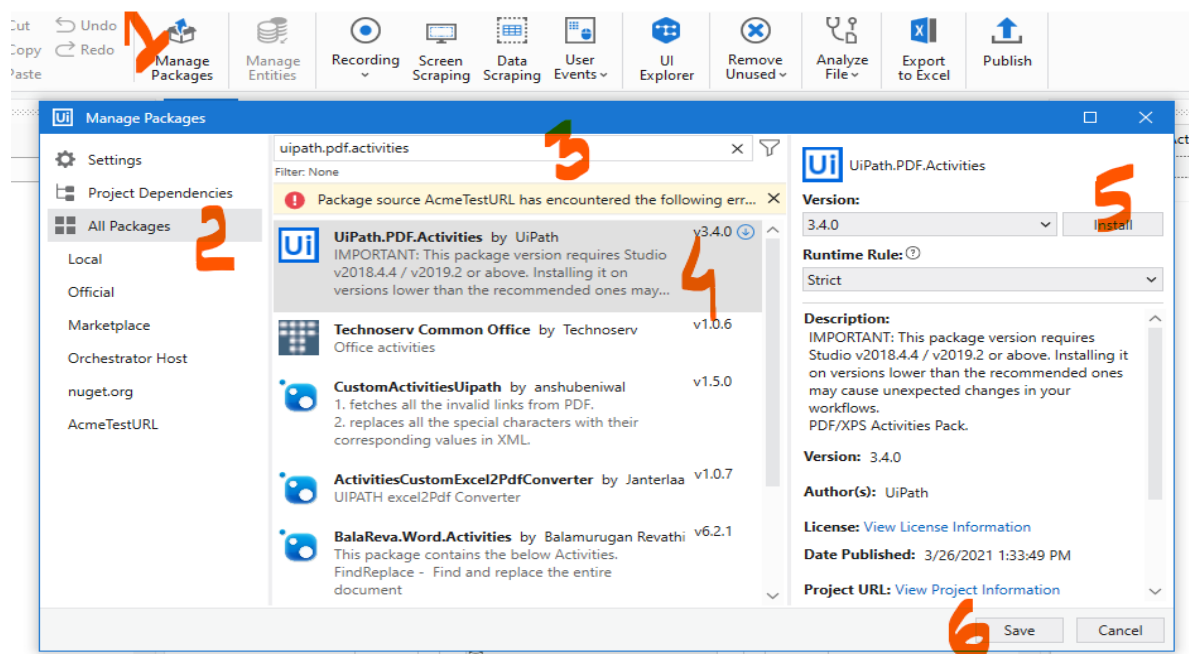 Cut
Undo
Copy
Redo
Paste
Manage
Packages
Manage
Entities
Recording
Screen
Scraping
Data
Scraping
User
Events
UI
Explorer
Remove
Unused
Analyze
File
Export
to Excel
Publish
Ui Manage Packages
Settings
Project Dependencies
All Packages
2
Local
Official
Marketplace
Orchestrator Host
nuget.org
AcmeTestURL
uipath.pdf.activities
3
Filter: None
Package source AcmeTestURL has encountered the following err...
Ui
UiPath.PDF.Activities by UiPath
v3.4.0
IMPORTANT: This package version requires Studio
v2018.4.4 / v2019.2 or above. Installing it on
versions lower than the recommended ones may...
4
Technoserv Common Office by Technoserv
v1.0.6
Office activities
CustomActivitiesUipath by anshubeniwal
v1.5.0
1. fetches all the invalid links from PDF.
2. replaces all the special characters with their
corresponding values in XML.
ActivitiesCustomExcel2PdfConverter by Janterlaa
v1.0.7
UIPATH excel2Pdf Converter
BalaReva.Word.Activities by Balamurugan Revathi
v6.2.1
This package contains the below Activities.
FindReplace - Find and replace the entire
document
Ui UiPath.PDF.Activities
Version:
3.4.0
Install
5
Runtime Rule:
Strict
Description:
IMPORTANT: This package version requires
Studio v2018.4.4 / v2019.2 or above. Installing it
on versions lower than the recommended ones
may cause unexpected changes in your
workflows.
PDF/XPS Activities Pack.
Version: 3.4.0
Author(s): UiPath
License: View License Information
Date Published: 3/26/2021 1:33:49 PM
Project URL: View Project Information
6
Save
Cancel